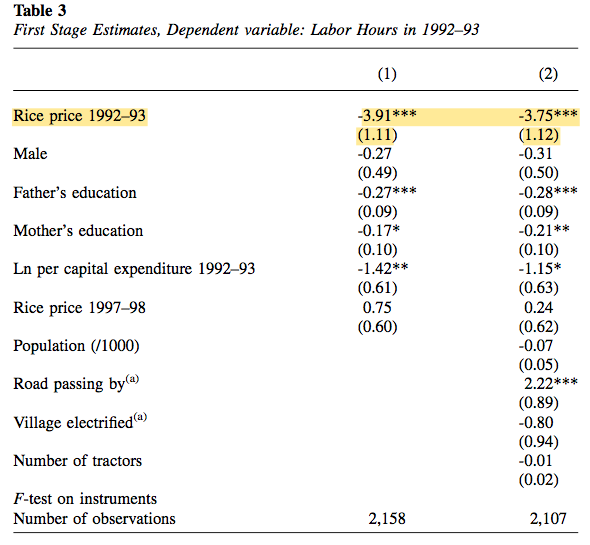 Table 3
First Stage Estimates, Dependent variable: Labor Hours in 1992–93
(1) (2)
Rice price 1992–93 -3.91*** -3.75***
(1.11) (1.12)
Male -0.27 -0.31
(0.49) (0.50)
Father's education -0.27*** -0.28***
(0.09) (0.09)
Mother's education -0.17* -0.21**
(0.10) (0.10)
Ln per capital expenditure 1992–93 -1.42** -1.15*
(0.61) (0.63)
Rice price 1997–98 0.75 0.24
(0.60) (0.62)
Population (/1000) -0.07
(0.05)
Road passing by(a) 2.22***
(0.89)
Village electrified(a) -0.80
(0.94)
Number of tractors -0.01
(0.02)
F-test on instruments
Number of observations 2,158 2,107